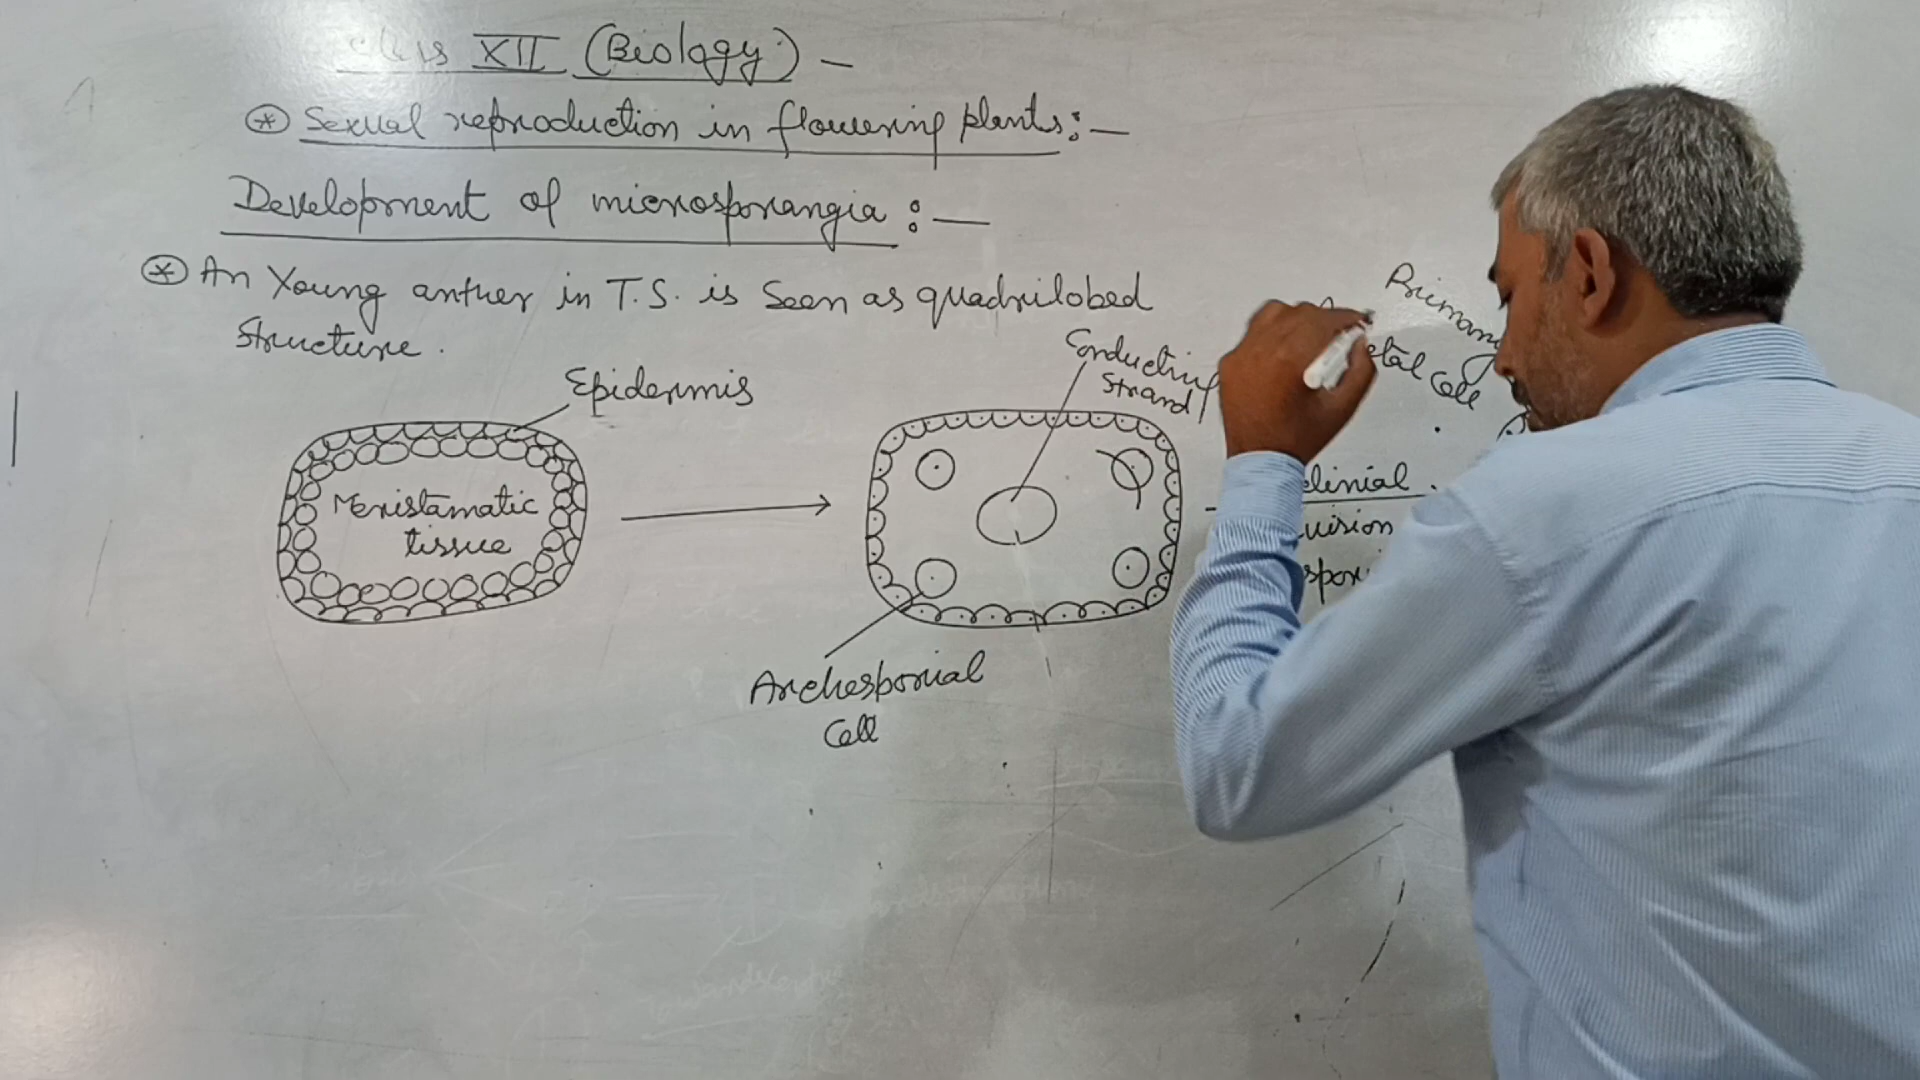 XII (Biology) —
Sexual reproduction in flowering plants:—
Development of microsporangia:—
An Young anther in T.S. is Seen as quadrilobed
Structure.
Epidermis
Meristamatic
tissue
Conducting
Strand
Archesporial
Cell
Primary
Cell